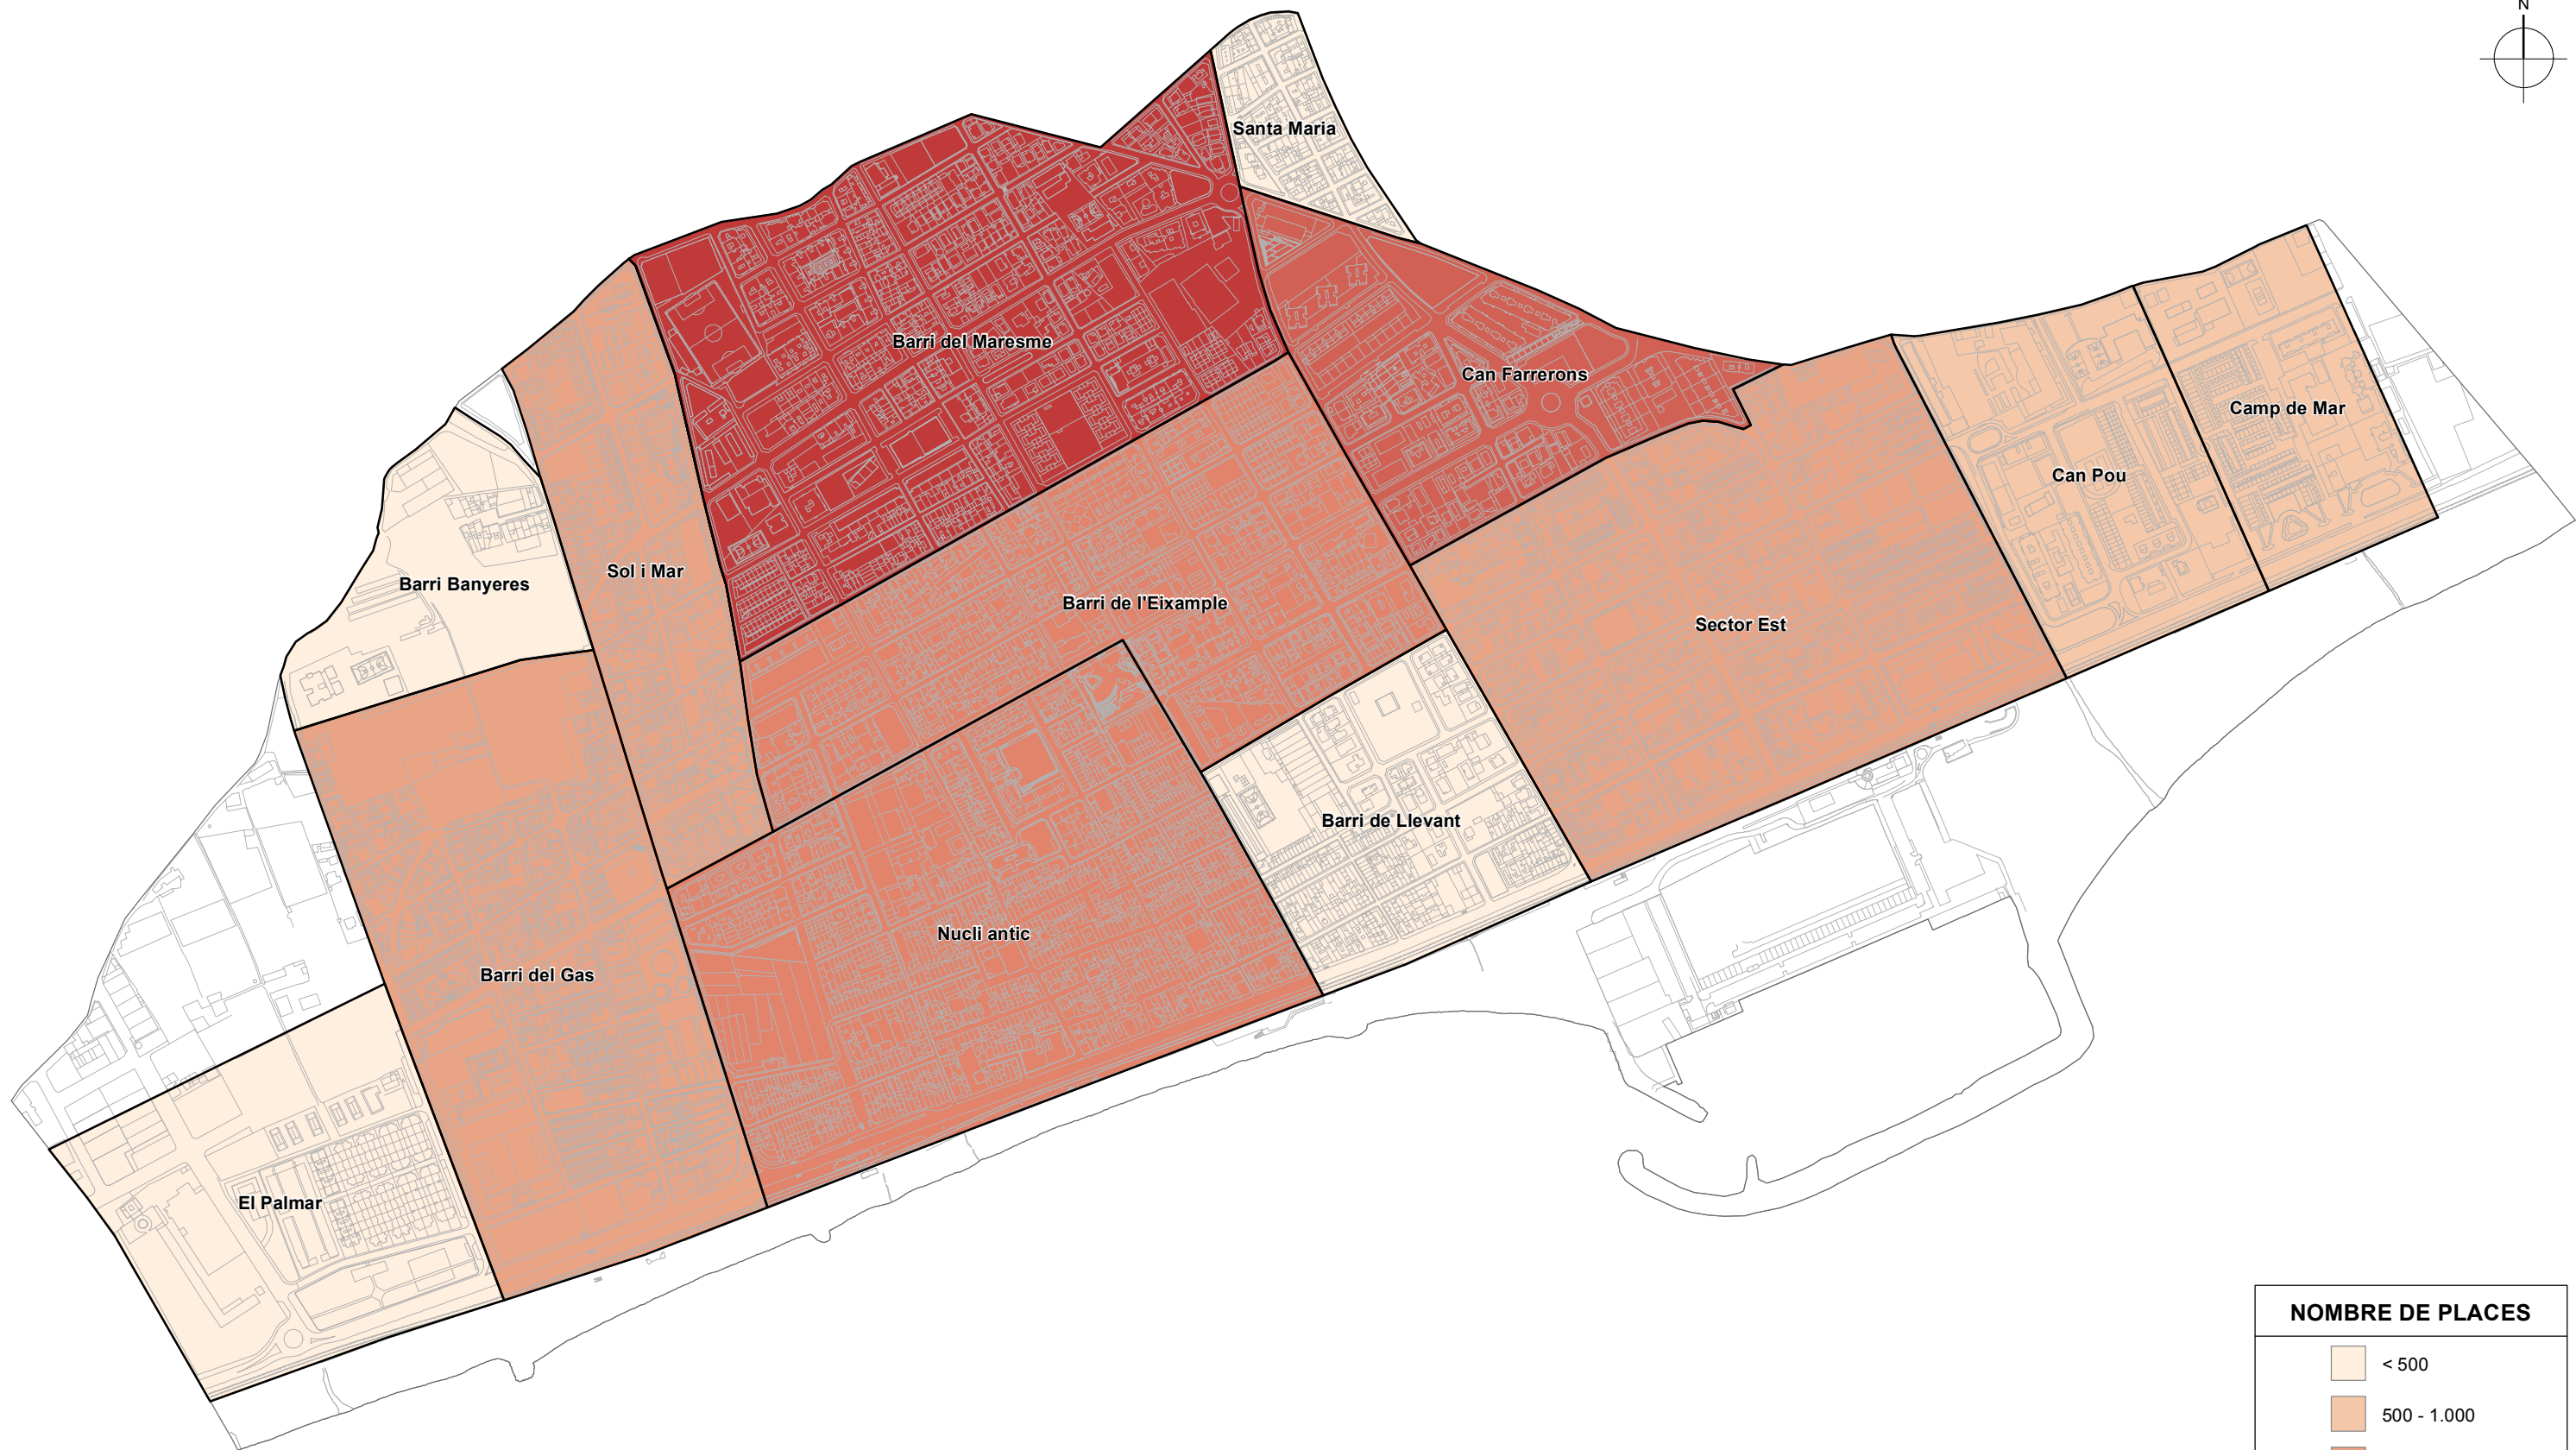 N
Santa Maria
Barri del Maresme
Can Farrerons
Camp de Mar
Can Pou
Sol i Mar
Barri Banyeres
Barri de l'Eixample
Sector Est
Barri de Llevant
Nucli antic
Barri del Gas
El Palmar
NOMBRE DE PLACES
< 500
500 - 1.000